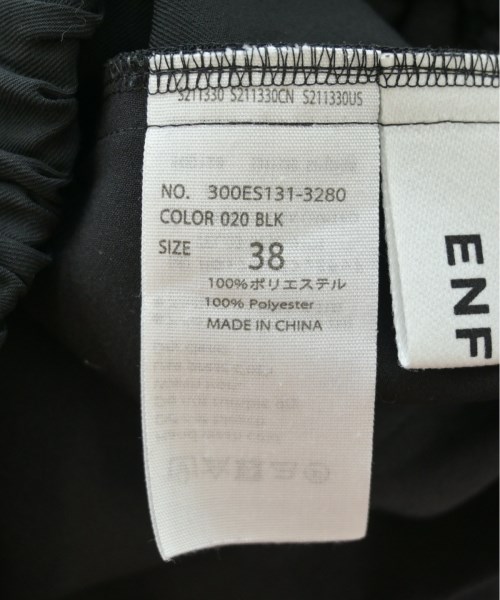 S211330 S211330CN S211330US
NO. 300ES131-3280
COLOR 020 BLK
SIZE 38
100%ポリエステル
100% Polyester
MADE IN CHINA
ENF